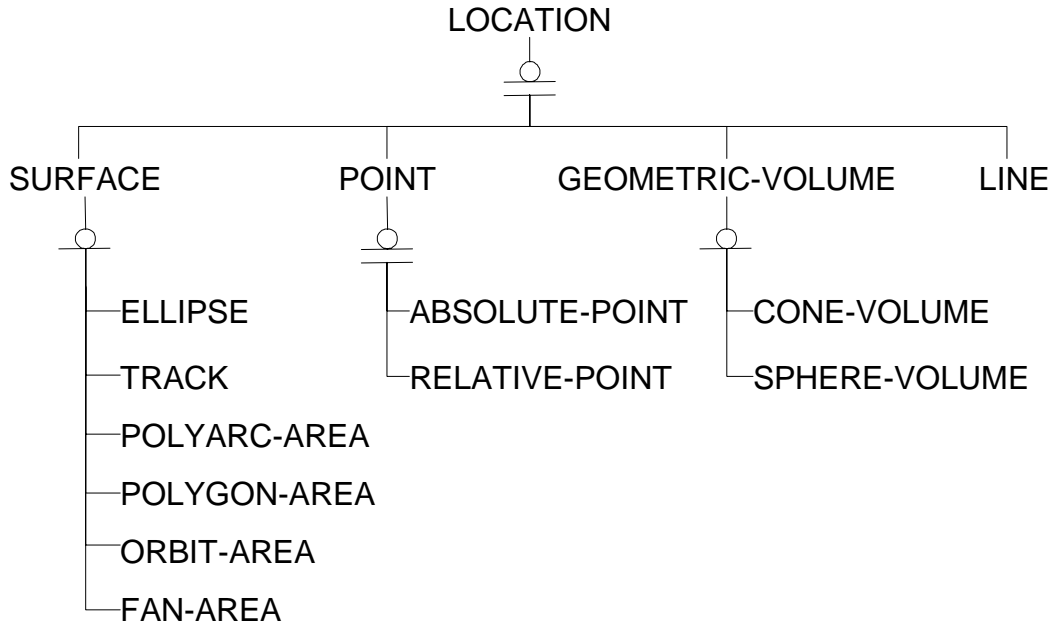 LOCATION
SURFACE POINT GEOMETRIC-VOLUME LINE
ELLIPSE ABSOLUTE-POINT CONE-VOLUME
TRACK RELATIVE-POINT SPHERE-VOLUME
POLYARC-AREA
POLYGON-AREA
ORBIT-AREA
FAN-AREA